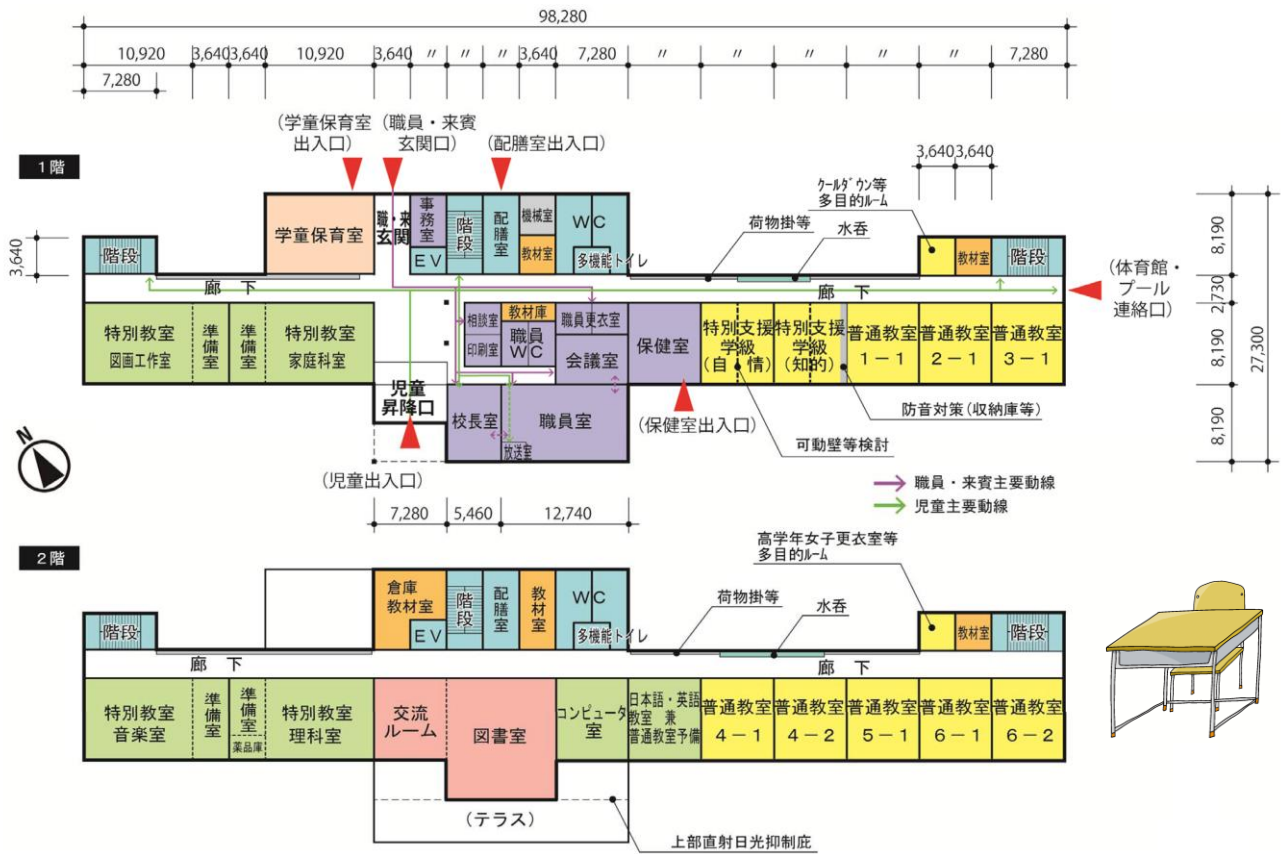 98,280
10,920 3,640 3,640 10,920 3,640 〃 〃 〃 3,640 7,280 〃 〃 〃 〃 〃 7,280
7,280
(学童保育室
出入口)
(職員・来賓
玄関口)
(配膳室出入口)
1階
3,640 3,640
クールダウン等
多目的ルーム
荷物掛等
水呑
3,640
階段
学童保育室
職・来
玄関
事務室
EV
階段
配膳室
機械室
教材室
WC
多機能トイレ
教材室
階段
8,190
2,730
8,190
8,190
27,300
(体育館・
プール
連絡口)
廊下
廊下
特別教室
図画工作室
準備室
準備室
特別教室
家庭科室
相談室
印刷室
教材庫
職員
WC
職員更衣室
会議室
保健室
特別支援
学級
(自・情)
特別支援
学級
(知的)
普通教室
1-1
普通教室
2-1
普通教室
3-1
児童
昇降口
校長室
職員室
放送室
(保健室出入口)
防音対策(収納庫等)
可動壁等検討
N
(児童出入口)
職員・来賓主要動線
児童主要動線
7,280 5,460 12,740
2階
高学年女子更衣室等
多目的ルーム
荷物掛等
水呑
階段
倉庫
教材室
EV
階段
配膳室
教材室
WC
多機能トイレ
教材室
階段
廊下
廊下
特別教室
音楽室
準備室
準備室
薬品庫
特別教室
理科室
交流
ルーム
図書室
コンピュータ
室
日本語・英語
教室 兼
普通教室予備
普通教室
4-1
普通教室
4-2
普通教室
5-1
普通教室
6-1
普通教室
6-2
(テラス)
上部直射日光抑制庇